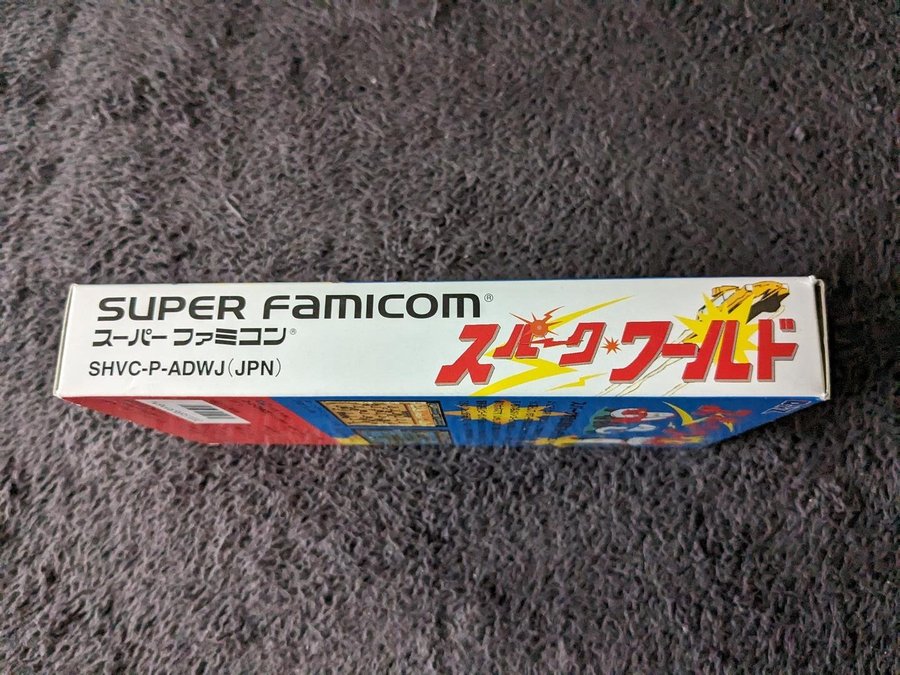 SUPER FAMICOM®
スーパーファミコン®
SHVC-P-ADWJ(JPN)
スパーク・ワールド